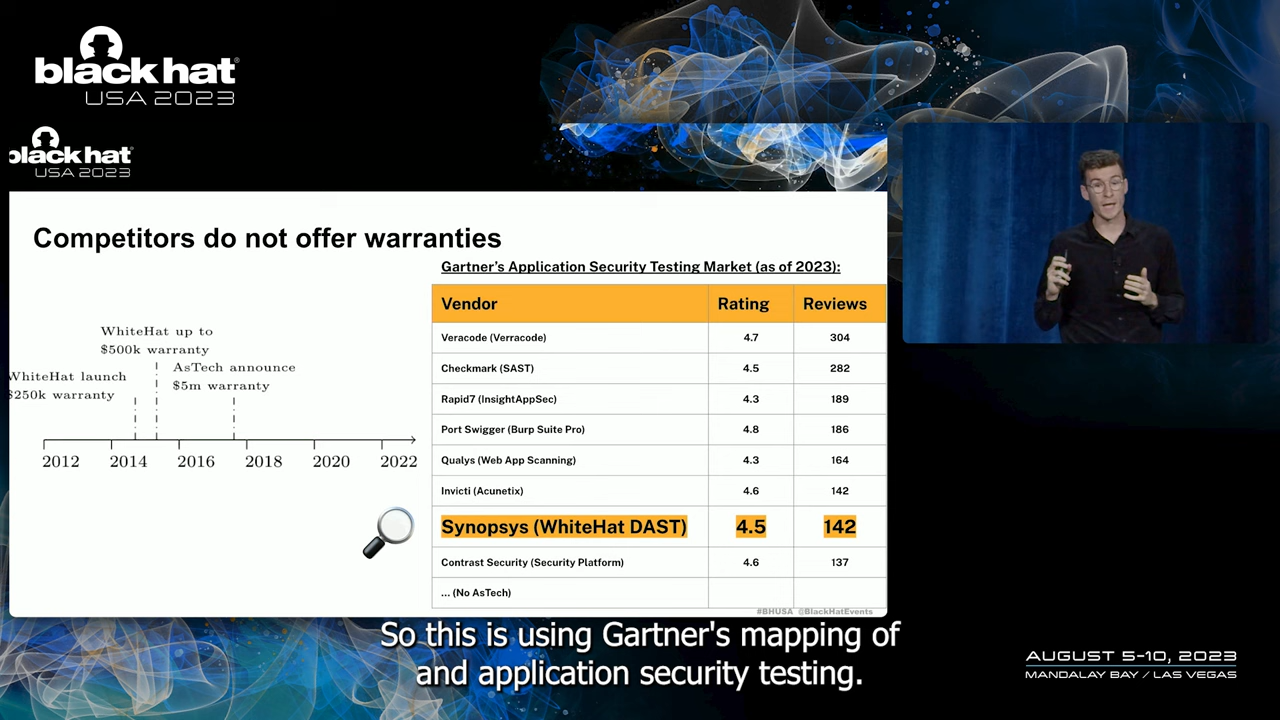 black hat®
USA 2023
black hat
USA 2023
Competitors do not offer warranties
Gartner's Application Security Testing Market (as of 2023):
Vendor Rating Reviews
Veracode (Verracode) 4.7 304
Checkmark (SAST) 4.5 282
Rapid7 (InsightAppSec) 4.3 189
Port Swigger (Burp Suite Pro) 4.8 186
Qualys (Web App Scanning) 4.3 164
Invicti (Acunetix) 4.6 142
Synopsys (WhiteHat DAST) 4.5 142
Contrast Security (Security Platform) 4.6 137
... (No AsTech)
WhiteHat up to
$500k warranty
WhiteHat launch
$250k warranty
AsTech announce
$5m warranty
2012 2014 2016 2018 2020 2022
#BHUSA @BlackHatEvents
So this is using Gartner's mapping of
and application security testing.
AUGUST 5-10, 2023
MANDALAY BAY / LAS VEGAS